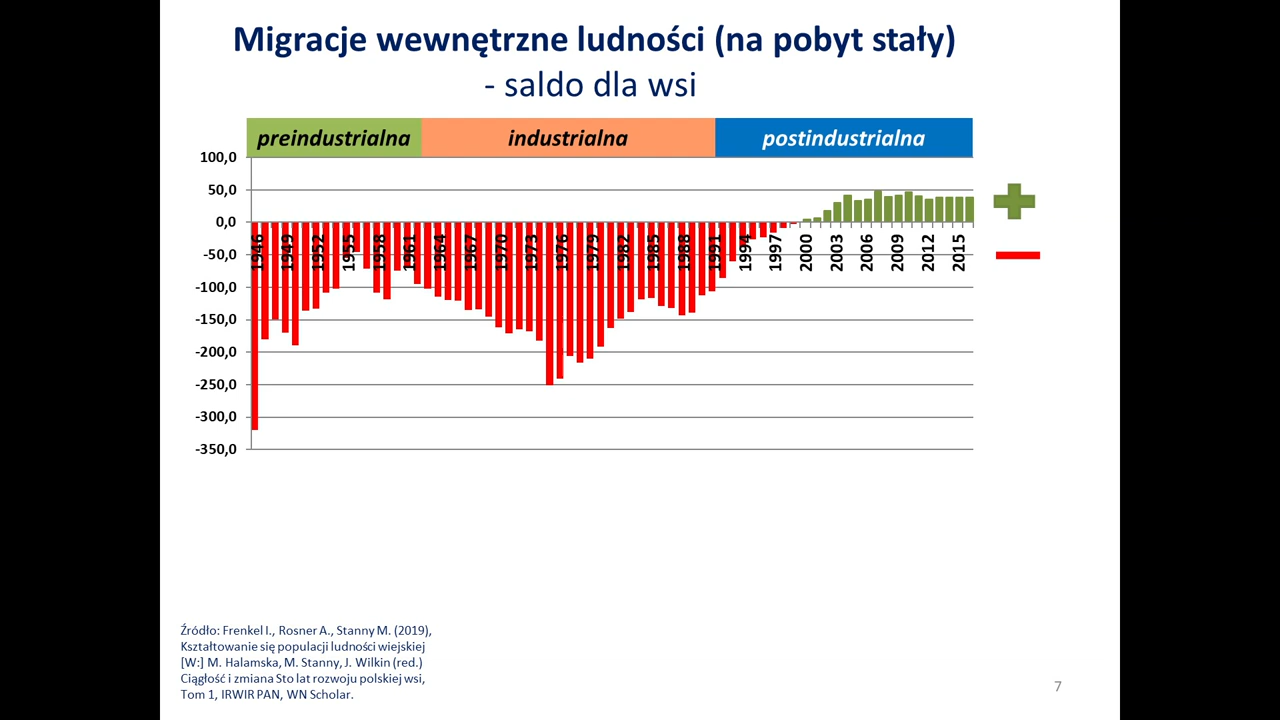 Migracje wewnętrzne ludności (na pobyt stały)
- saldo dla wsi
preindustrialna industrialna postindustrialna
100,0
50,0
0,0
-50,0
-100,0
-150,0
-200,0
-250,0
-300,0
-350,0
1946 1949 1952 1955 1958 1961 1964 1967 1970 1973 1976 1979 1982 1985 1988 1991 1994 1997 2000 2003 2006 2009 2012 2015
Źródło: Frenkel I., Rosner A., Stanny M. (2019),
Kształtowanie się populacji ludności wiejskiej
[W:] M. Halamska, M. Stanny, J. Wilkin (red.)
Ciągłość i zmiana Sto lat rozwoju polskiej wsi,
Tom 1, IRWIR PAN, WN Scholar.
7